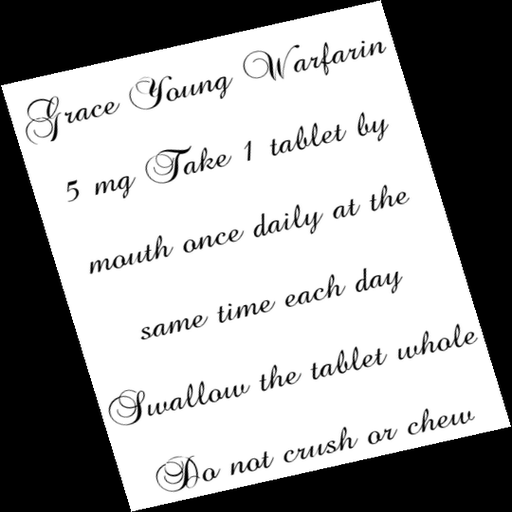 Grace Young Warfarin
5 mg Take 1 tablet by
mouth once daily at the
same time each day
Swallow the tablet whole
Do not crush or chew